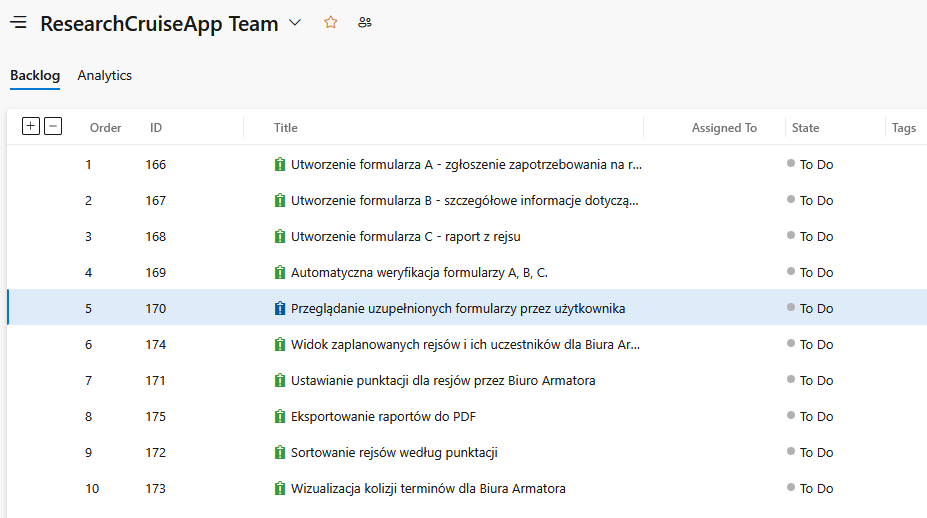 ResearchCruiseApp Team
Backlog Analytics
Order ID Title Assigned To State Tags
1 166 Utworzenie formularza A - zgłoszenie zapotrzebowania na r... To Do
2 167 Utworzenie formularza B - szczegółowe informacje dotyczą... To Do
3 168 Utworzenie formularza C - raport z rejsu To Do
4 169 Automatyczna weryfikacja formularzy A, B, C. To Do
5 170 Przeglądanie uzupełnionych formularzy przez użytkownika To Do
6 174 Widok zaplanowanych rejsów i ich uczestników dla Biura Ar... To Do
7 171 Ustawianie punktacji dla resjów przez Biuro Armatora To Do
8 175 Eksportowanie raportów do PDF To Do
9 172 Sortowanie rejsów według punktacji To Do
10 173 Wizualizacja kolizji terminów dla Biura Armatora To Do